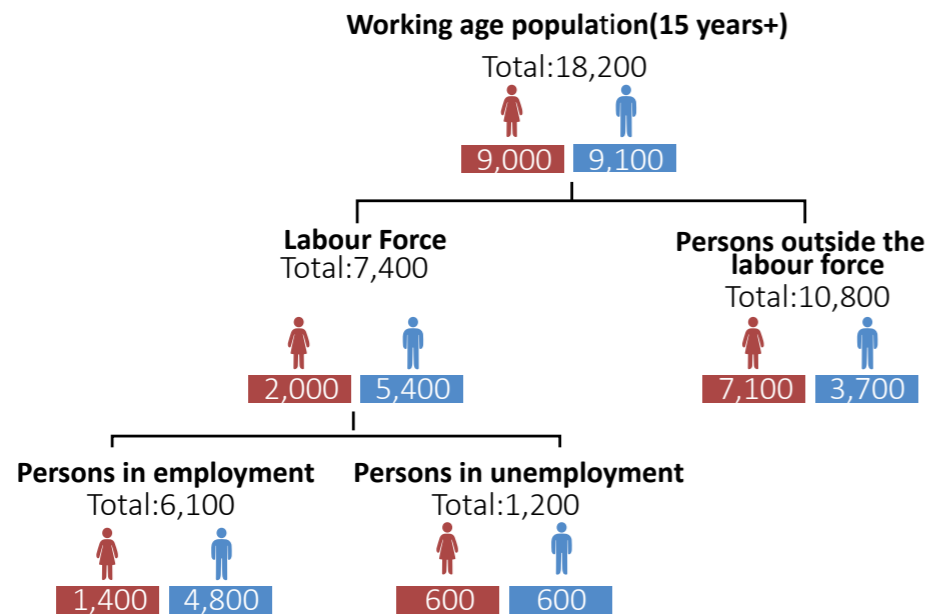 Working age population(15 years+)
Total:18,200
9,000 9,100
Labour Force
Total:7,400
2,000 5,400
Persons outside the
labour force
Total:10,800
7,100 3,700
Persons in employment
Total:6,100
1,400 4,800
Persons in unemployment
Total:1,200
600 600